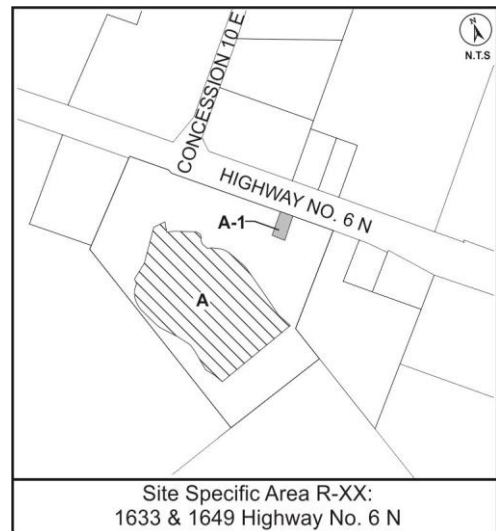 N
N.T.S
CONCESSION 10 E
HIGHWAY NO. 6 N
A-1
A
Site Specific Area R-XX:
1633 & 1649 Highway No. 6 N